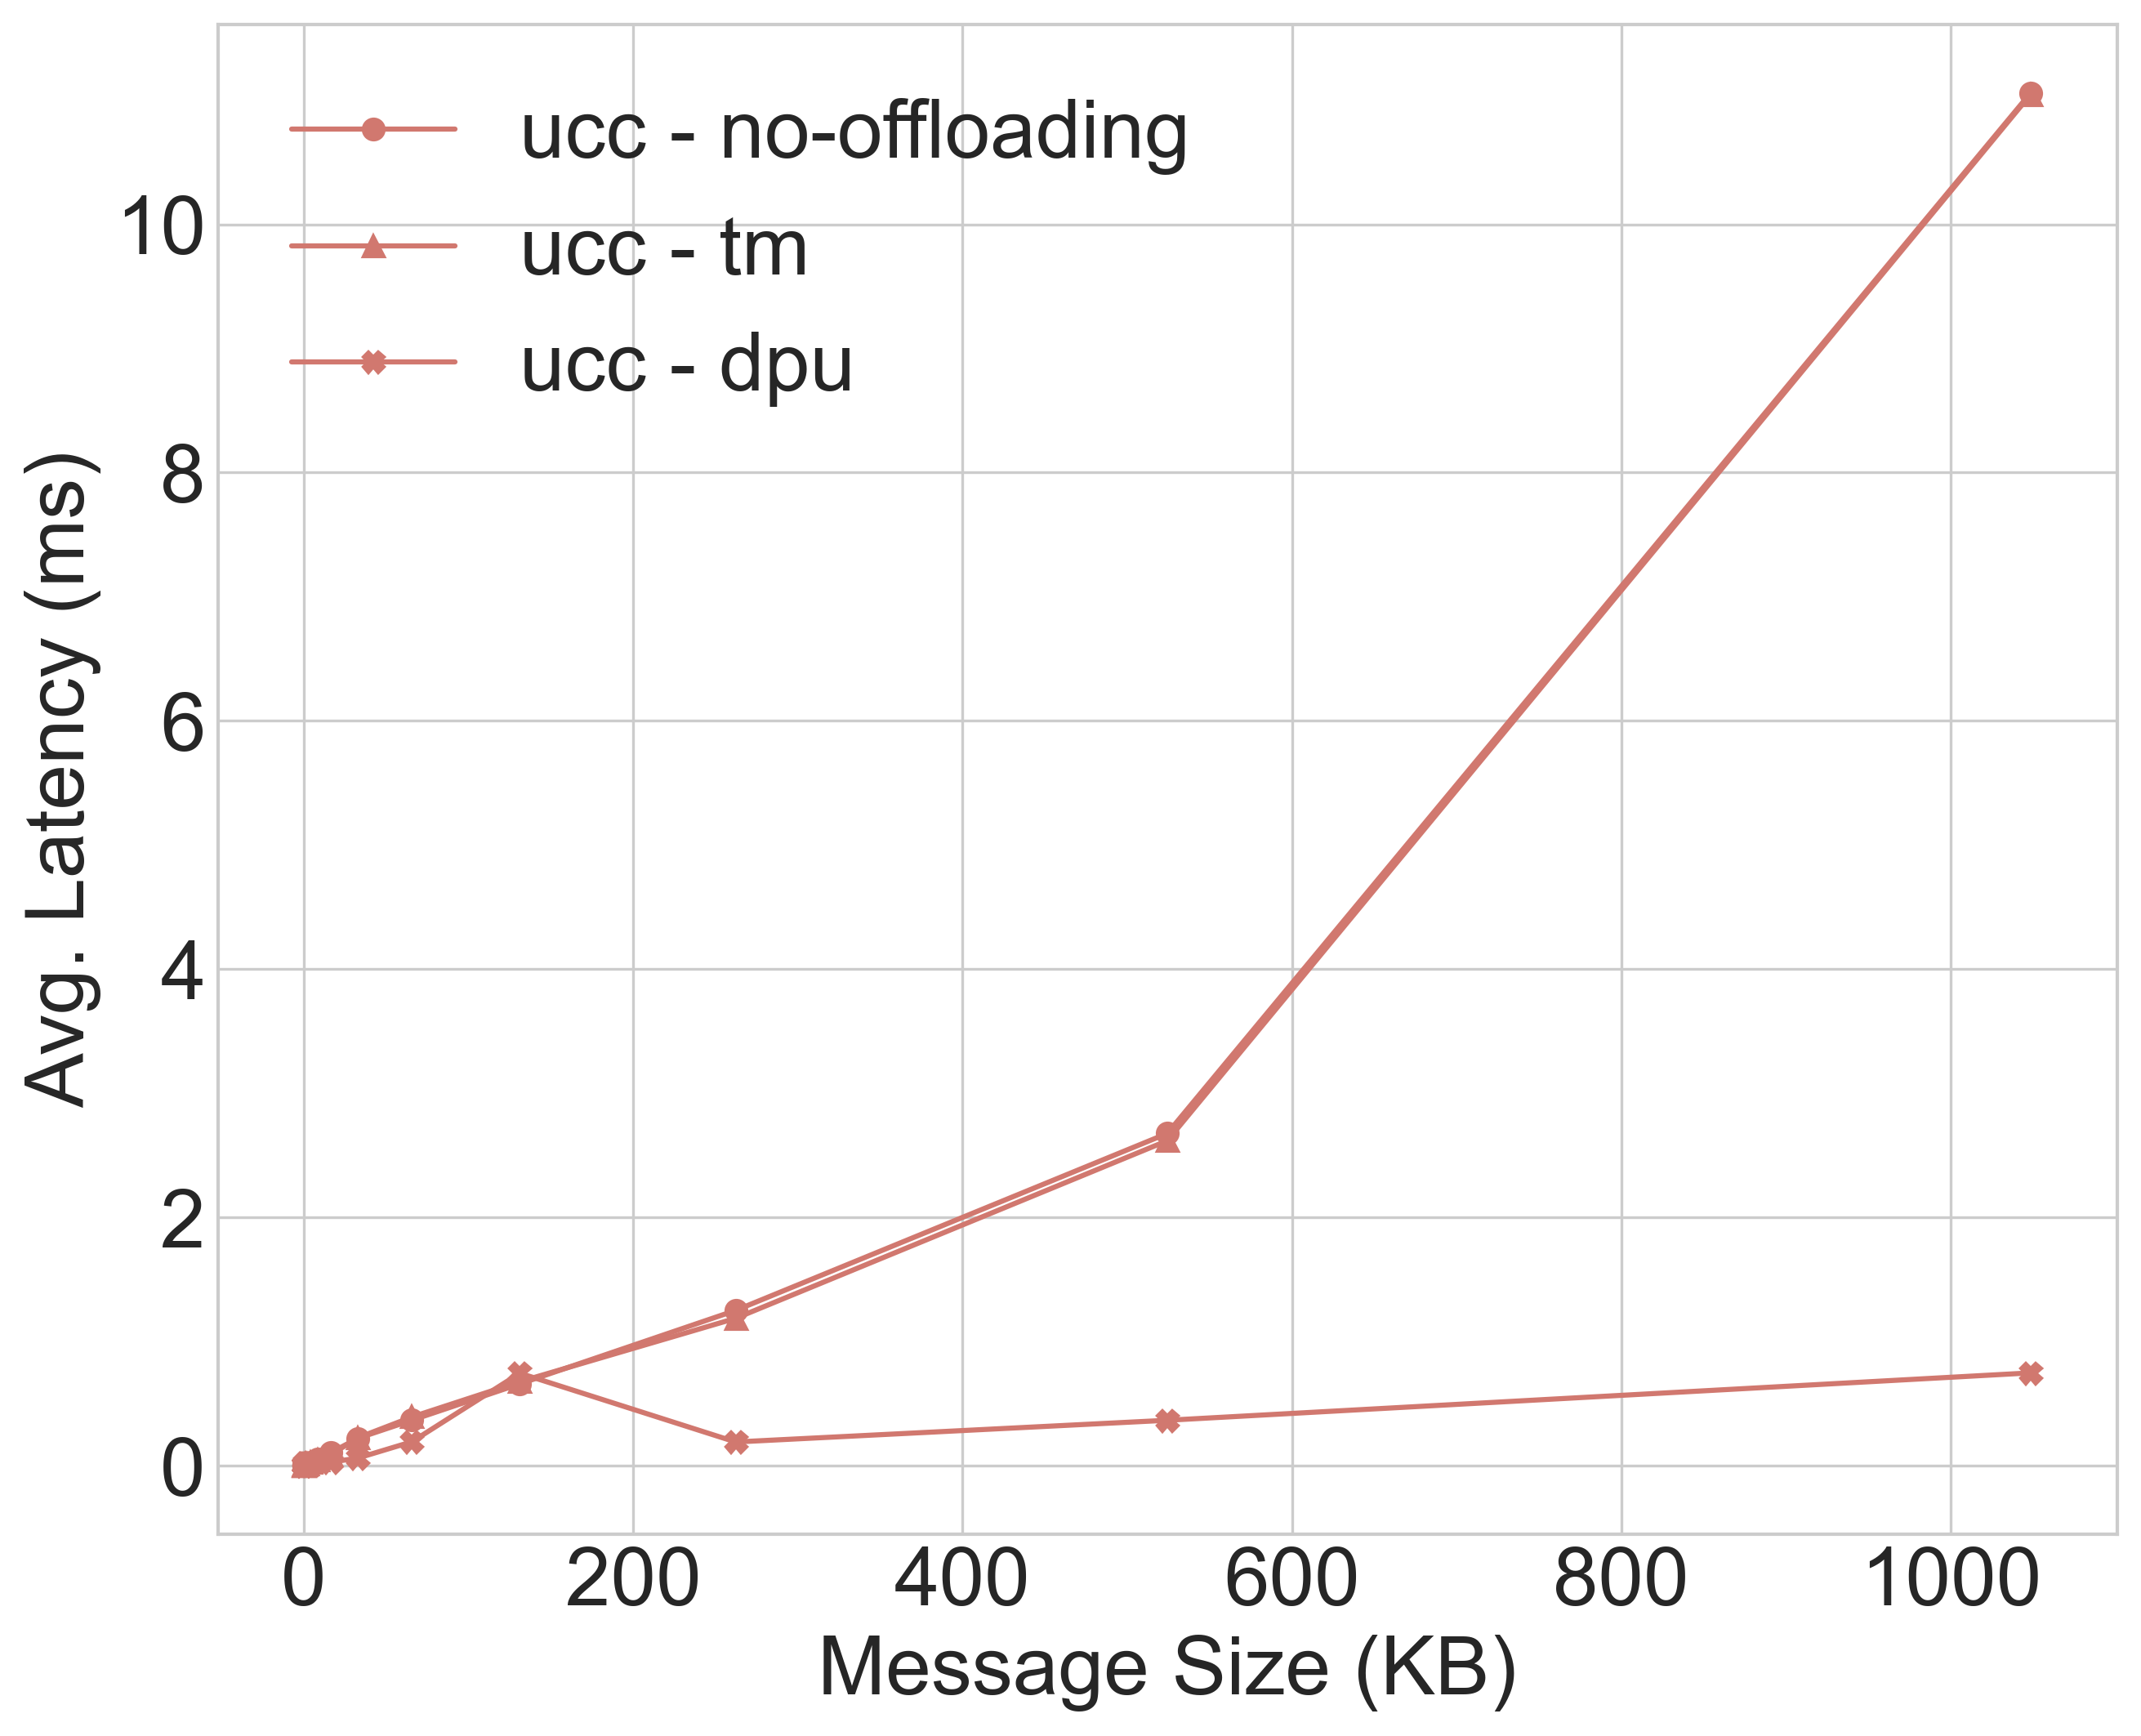 ucc - no-offloading
ucc - tm
ucc - dpu
Avg. Latency (ms)
10
8
6
4
2
0
0 200 400 600 800 1000
Message Size (KB)